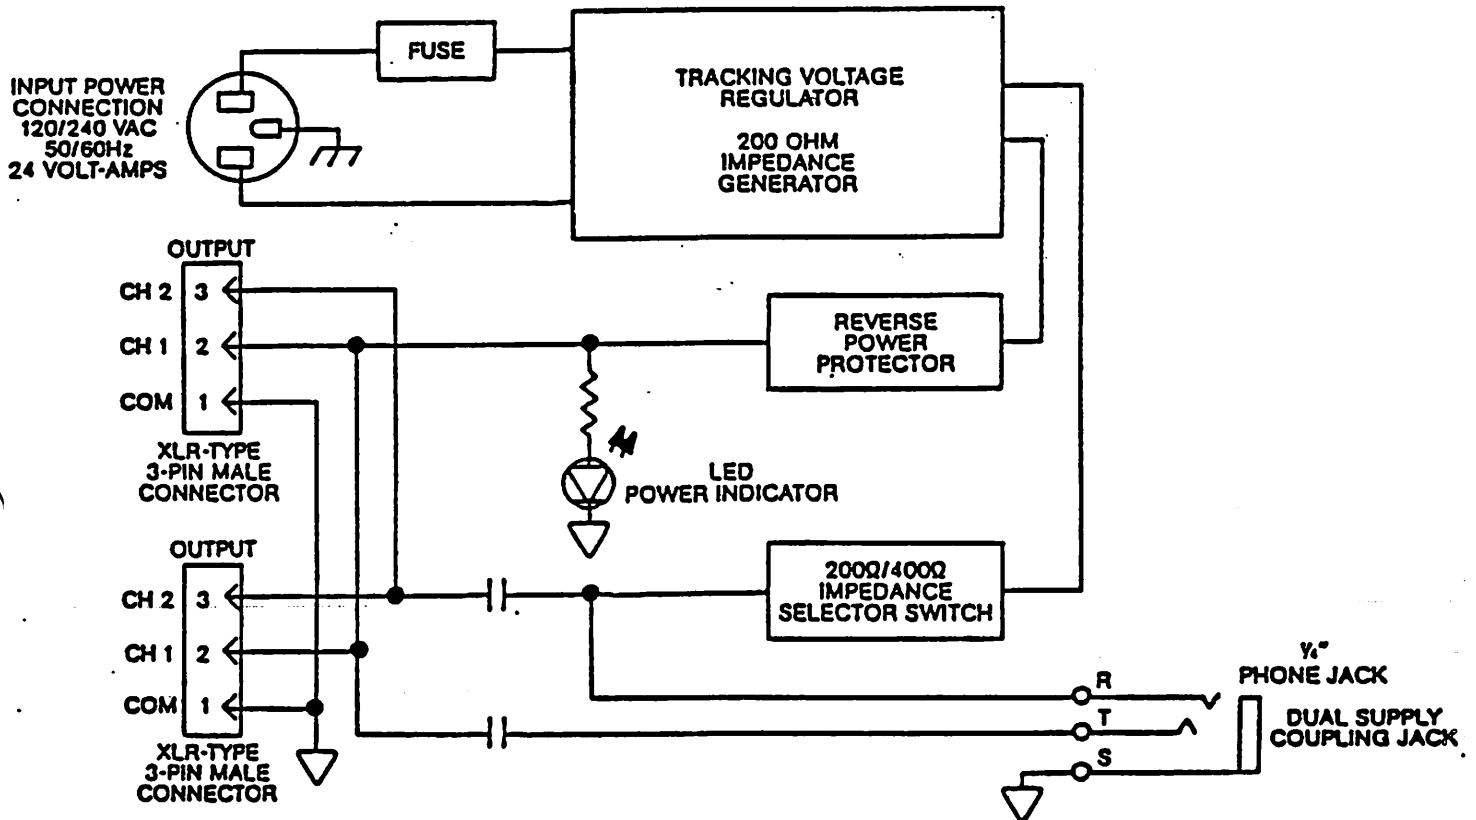 FUSE
INPUT POWER
CONNECTION
120/240 VAC
50/60Hz
24 VOLT-AMPS
TRACKING VOLTAGE
REGULATOR
200 OHM
IMPEDANCE
GENERATOR
OUTPUT
CH 2 3
CH 1 2
COM 1
XLR-TYPE
3-PIN MALE
CONNECTOR
REVERSE
POWER
PROTECTOR
LED
POWER INDICATOR
OUTPUT
CH 2 3
CH 1 2
COM 1
XLR-TYPE
3-PIN MALE
CONNECTOR
200Ω/400Ω
IMPEDANCE
SELECTOR SWITCH
R
T
S
¼"
PHONE JACK
DUAL SUPPLY
COUPLING JACK